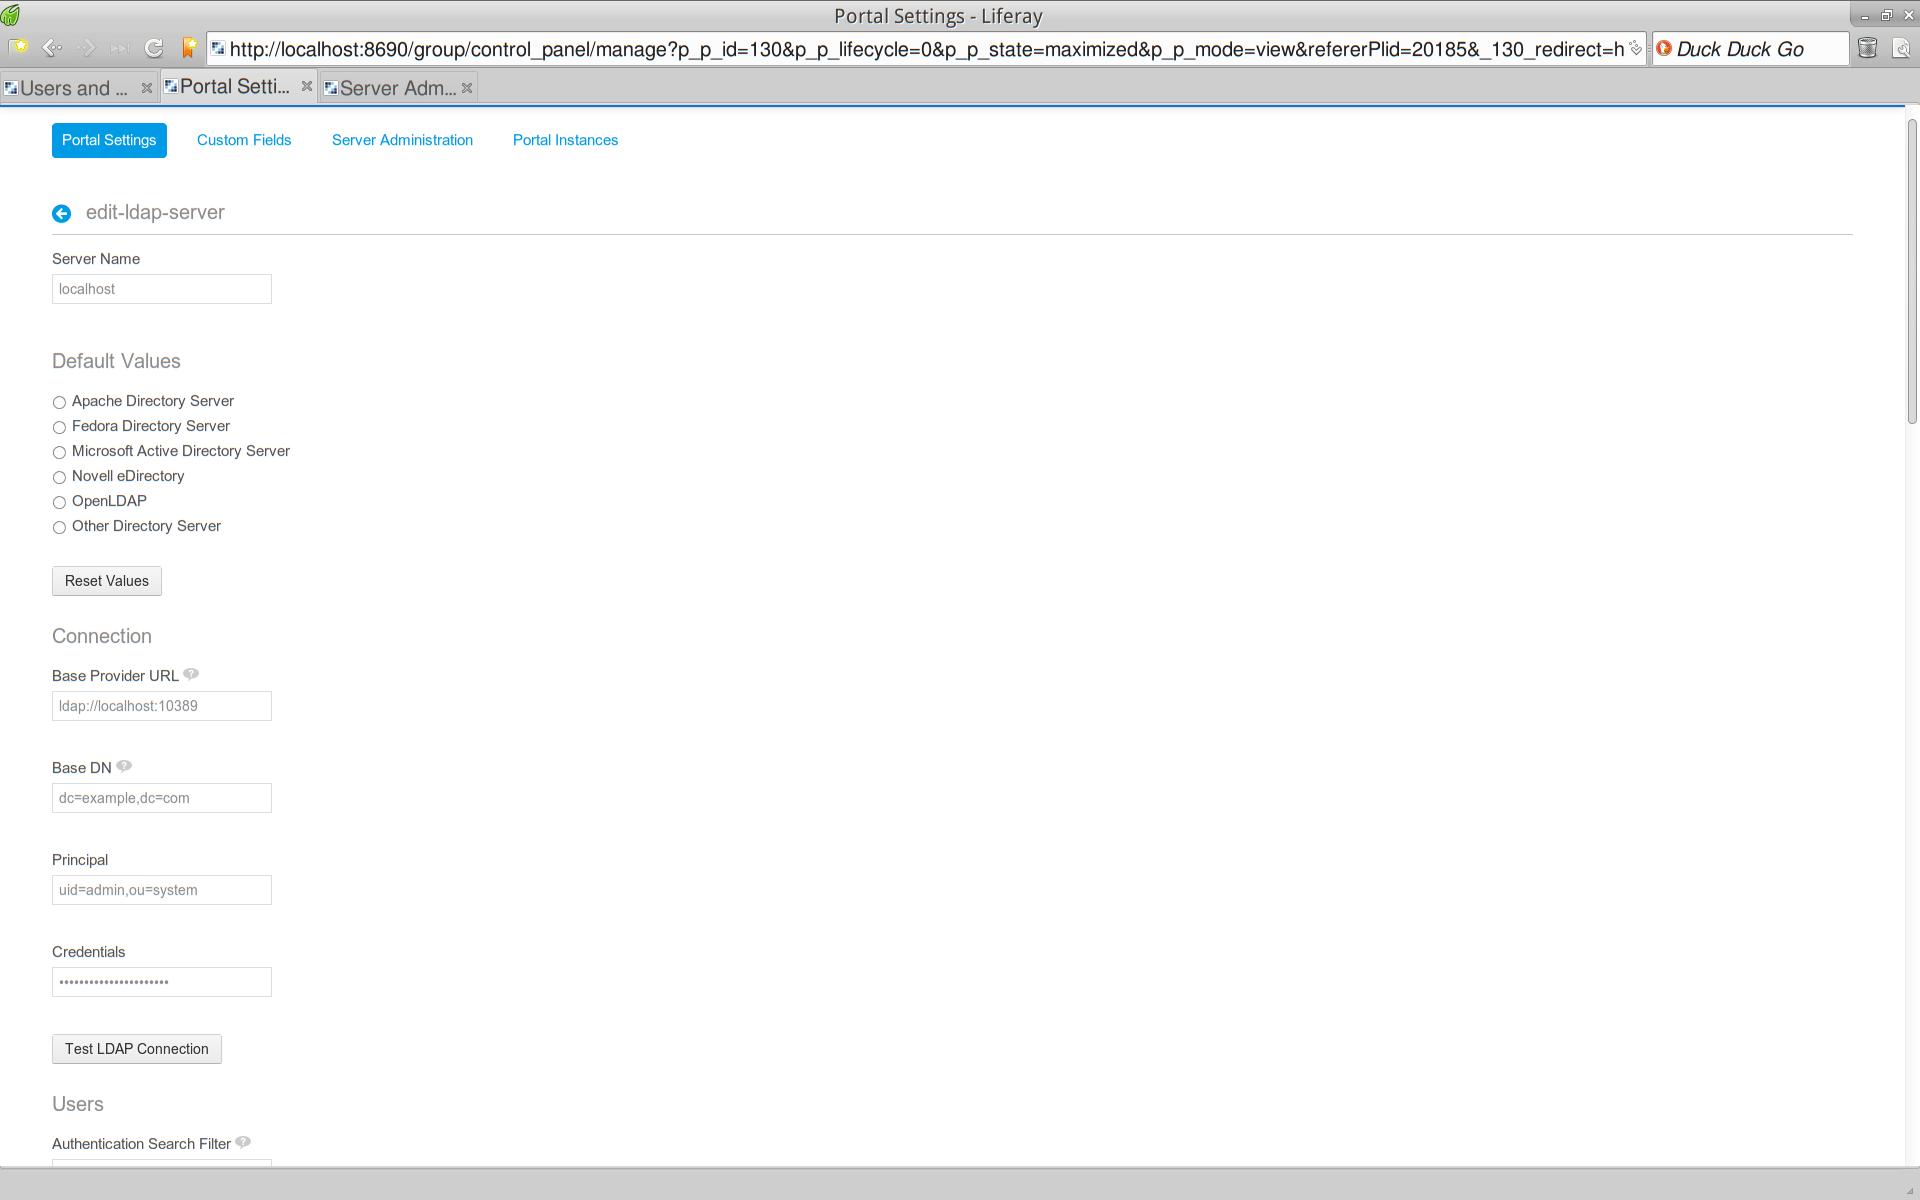 Portal Settings - Liferay
http://localhost:8690/group/control_panel/manage?p_p_id=130&p_p_lifecycle=0&p_p_state=maximized&p_p_mode=view&refererPlid=20185&_130_redirect=h
Duck Duck Go
Users and ...
Portal Setti...
Server Adm...
Portal Settings
Custom Fields
Server Administration
Portal Instances
edit-ldap-server
Server Name
localhost
Default Values
Apache Directory Server
Fedora Directory Server
Microsoft Active Directory Server
Novell eDirectory
OpenLDAP
Other Directory Server
Reset Values
Connection
Base Provider URL
ldap://localhost:10389
Base DN
dc=example,dc=com
Principal
uid=admin,ou=system
Credentials
••••••••••••••••••••••
Test LDAP Connection
Users
Authentication Search Filter